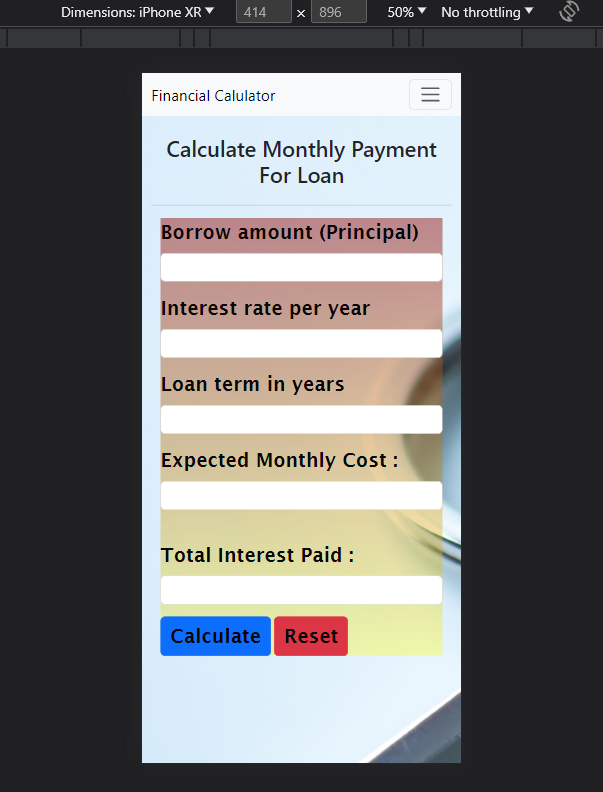 Dimensions: iPhone XR 414 × 896 50% No throttling
Financial Calulator
Calculate Monthly Payment
For Loan
Borrow amount (Principal)
Interest rate per year
Loan term in years
Expected Monthly Cost :
Total Interest Paid :
Calculate Reset